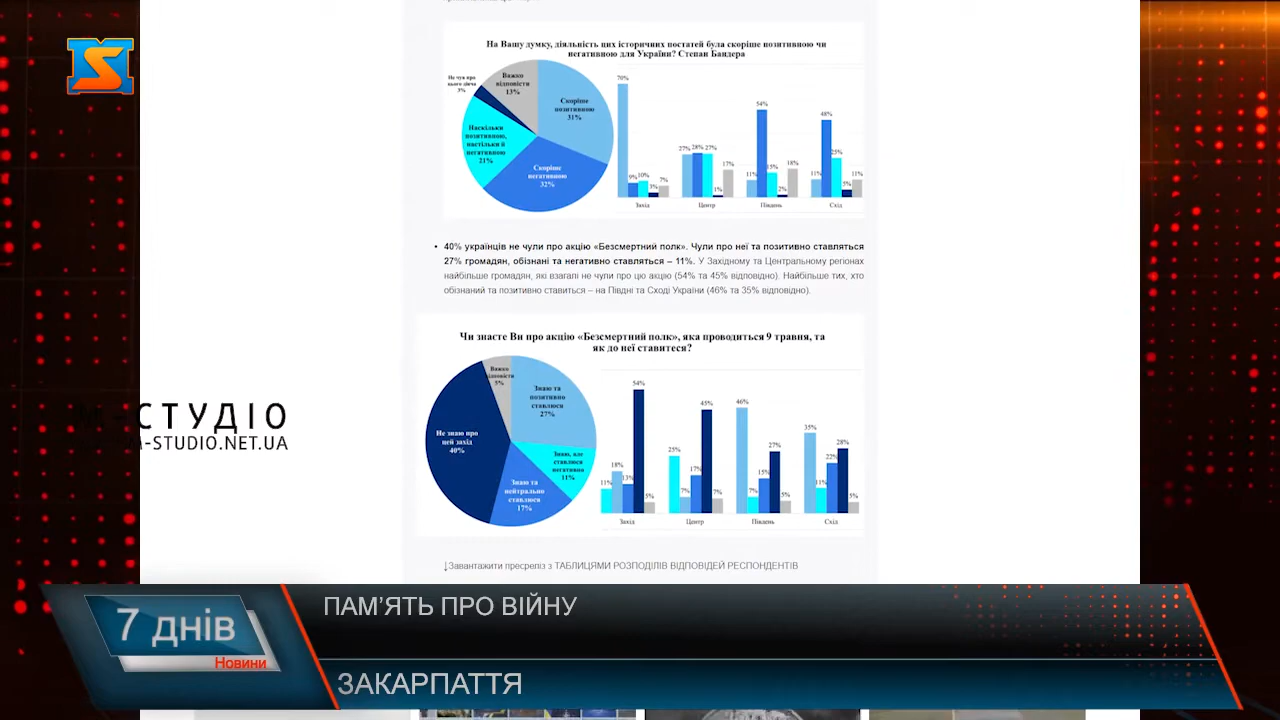 На Вашу думку, діяльність цих історичних постатей була скоріше позитивною чи
негативною для України? Степан Бандера
Не чув про
нього нічого
3%
Важко
відповісти
13%
Скоріше
позитивною
31%
Наскільки
позитивною,
настільки й
негативною
21%
Скоріше
негативною
32%
70%
9%
10%
3%
7%
Захід
27%
28%
27%
1%
17%
Центр
11%
54%
15%
2%
18%
Південь
11%
48%
25%
5%
11%
Схід
• 40% українців не чули про акцію «Безсмертний полк». Чули про неї та позитивно ставляться
27% громадян, обізнані та негативно ставляться – 11%. У Західному та Центральному регіонах
найбільше громадян, які взагалі не чули про цю акцію (54% та 45% відповідно). Найбільше тих, хто
обізнаний та позитивно ставиться – на Півдні та Сході України (46% та 35% відповідно).
Чи знаєте Ви про акцію «Безсмертний полк», яка проводиться 9 травня, та
як до неї ставитеся?
Важко
відповісти
5%
Знаю та
позитивно
ставлюся
27%
Не знаю про
цей захід
40%
Знаю, але
ставлюся
негативно
11%
Знаю та
нейтрально
ставлюся
17%
11%
18%
13%
54%
5%
Захід
25%
7%
17%
45%
7%
Центр
46%
7%
15%
27%
5%
Південь
35%
11%
22%
28%
5%
Схід
М-СТУДІО
M-STUDIO.NET.UA
↓Завантажити пресреліз з ТАБЛИЦЯМИ РОЗПОДІЛІВ ВІДПОВІДЕЙ РЕСПОНДЕНТІВ
7 днів
Новини
ПАМ’ЯТЬ ПРО ВІЙНУ
ЗАКАРПАТТЯ